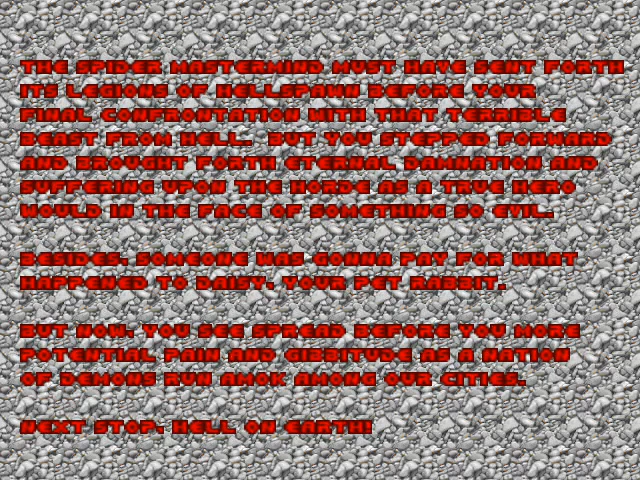 THE SPIDER MASTERMIND MUST HAVE SENT FORTH
ITS LEGIONS OF HELLSPAWN BEFORE YOUR
FINAL CONFRONTATION WITH THAT TERRIBLE
BEAST FROM HELL. BUT YOU STEPPED FORWARD
AND BROUGHT FORTH ETERNAL DAMNATION AND
SUFFERING UPON THE HORDE AS A TRUE HERO
WOULD IN THE FACE OF SOMETHING SO EVIL.
BESIDES, SOMEONE WAS GONNA PAY FOR WHAT
HAPPENED TO DAISY, YOUR PET RABBIT.
BUT NOW, YOU SEE SPREAD BEFORE YOU MORE
POTENTIAL PAIN AND GIBBITUDE AS A NATION
OF DEMONS RUN AMOK AMONG OUR CITIES.
NEXT STOP, HELL ON EARTH!